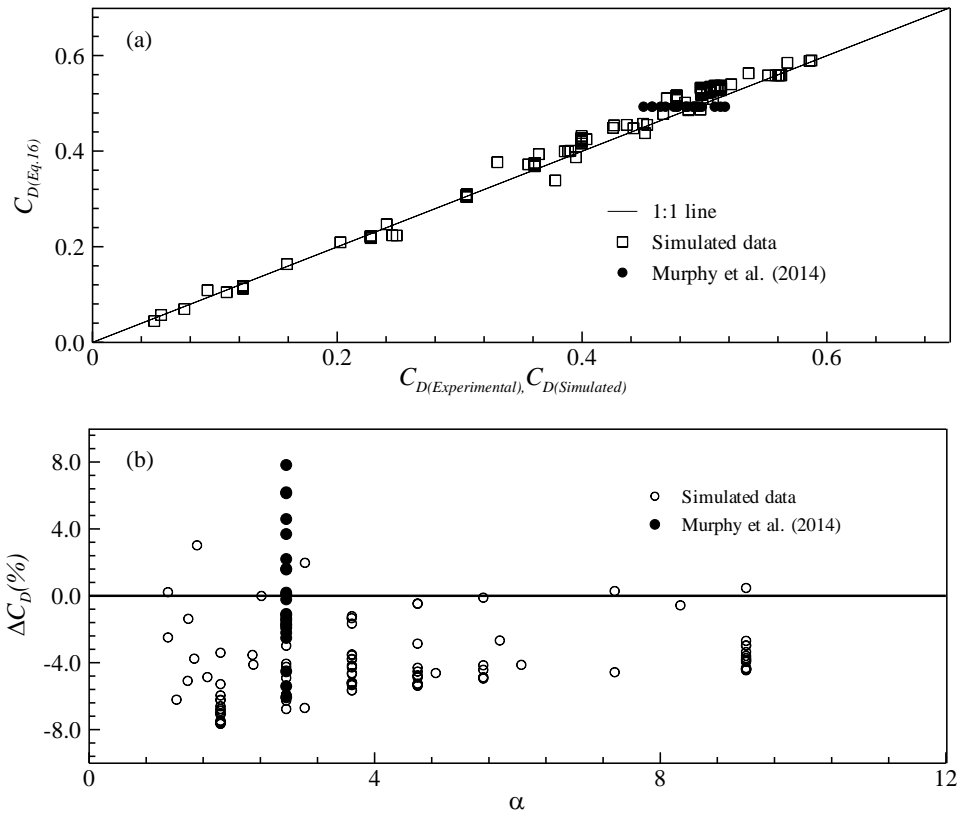 (a)
0.6
0.4
0.2
0.0
C_D(Eq.16)
1:1 line
Simulated data
Murphy et al. (2014)
0
0.2
0.4
0.6
C_D(Experimental),C_D(Simulated)
(b)
8.0
4.0
0.0
-4.0
-8.0
ΔC_D(%)
Simulated data
Murphy et al. (2014)
0
4
8
12
α